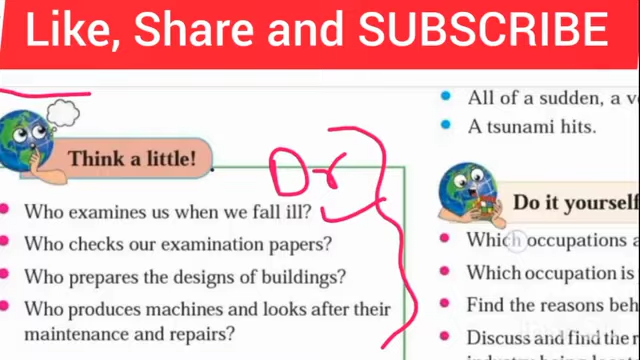 Like, Share and SUBSCRIBE
Think a little!
Dr
Who examines us when we fall ill?
Who checks our examination papers?
Who prepares the designs of buildings?
Who produces machines and looks after their
maintenance and repairs?
All of a sudden, a
A tsunami hits.
Do it yourself
Which occupations
Which occupation is
Find the reasons
Discuss and find the